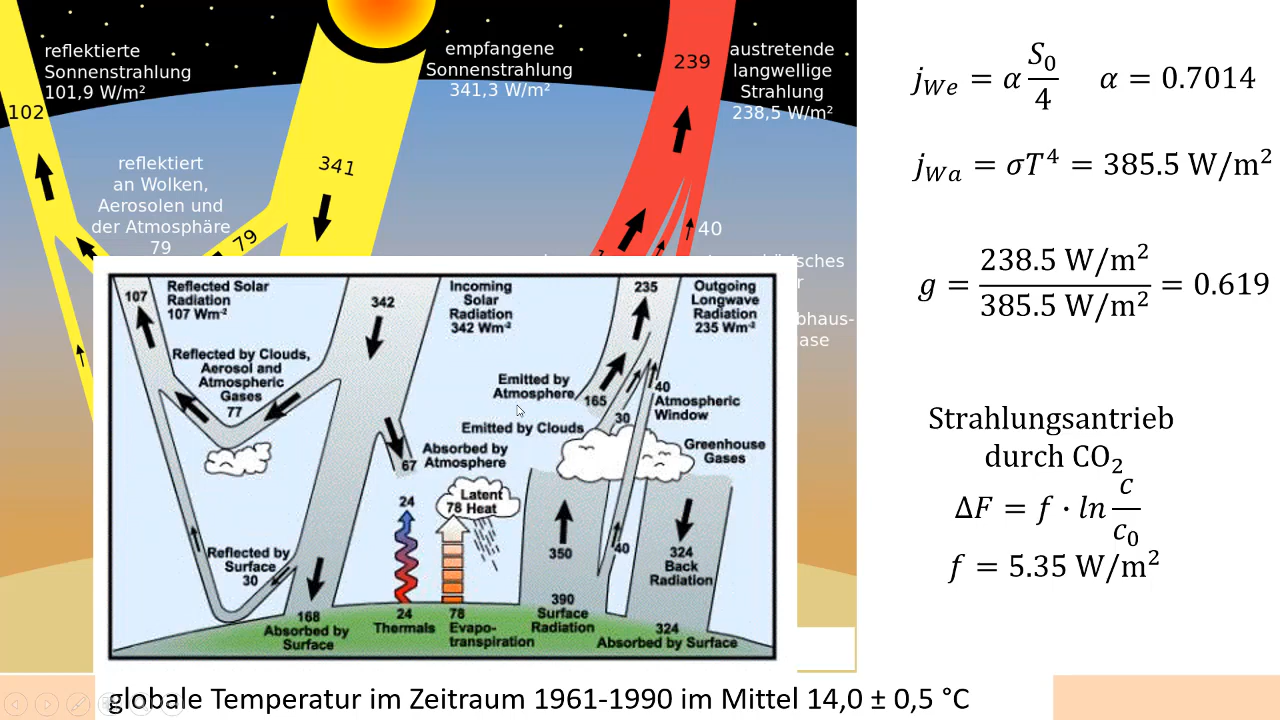 reflektierte
Sonnenstrahlung
101,9 W/m²
102
empfangene
Sonnenstrahlung
341,3 W/m²
341
239
austretende
langwellige
Strahlung
238,5 W/m²
reflektiert
an Wolken,
Aerosolen und
der Atmosphäre
79
79
40
107
Reflected Solar
Radiation
107 Wm⁻²
342
Incoming
Solar
Radiation
342 Wm⁻²
235
Outgoing
Longwave
Radiation
235 Wm⁻²
Reflected by Clouds,
Aerosol and
Atmospheric
Gases
77
Emitted by
Atmosphere
165
40
Atmospheric
Window
30
Emitted by Clouds
Greenhouse
Gases
67
Absorbed by
Atmosphere
24
Latent
78 Heat
350
40
324
Back
Radiation
Reflected by
Surface
30
168
Absorbed by
Surface
24
Thermals
78
Evapo-
transpiration
390
Surface
Radiation
324
Absorbed by Surface
j_We = α S₀/4 α = 0.7014
j_Wa = σT⁴ = 385.5 W/m²
g = 238.5 W/m² / 385.5 W/m² = 0.619
Strahlungsantrieb
durch CO₂
ΔF = f · ln c/c₀
f = 5.35 W/m²
globale Temperatur im Zeitraum 1961-1990 im Mittel 14,0 ± 0,5 °C